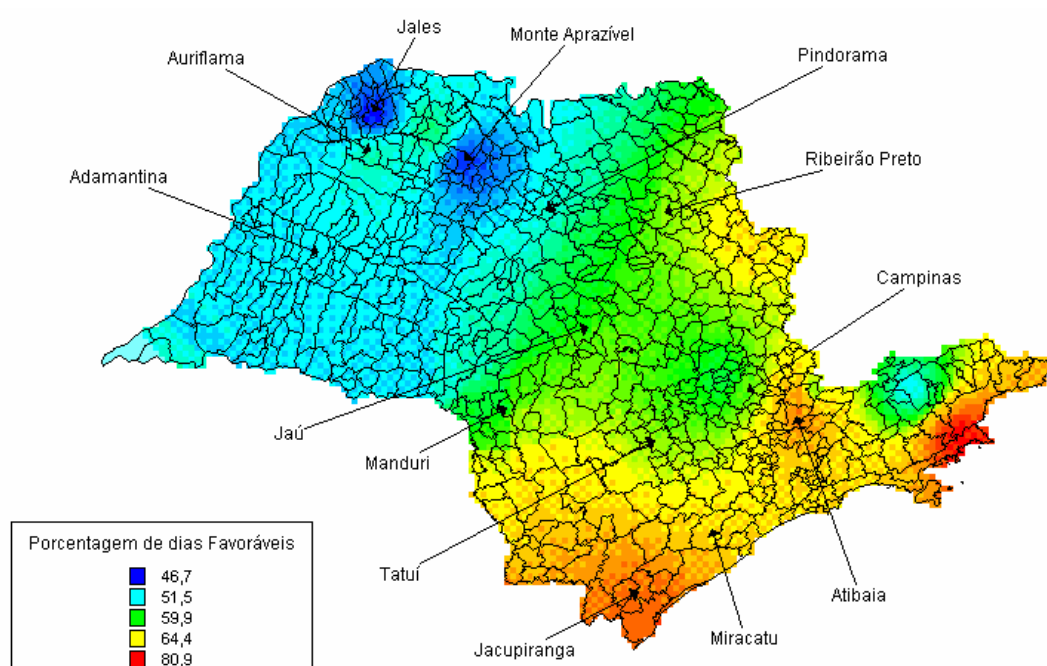 Jales
Monte Aprazível
Auriflama
Pindorama
Adamantina
Ribeirão Preto
Campinas
Jaú
Manduri
Tatuí
Atibaia
Miracatu
Jacupiranga
Porcentagem de dias Favoráveis
46,7
51,5
59,9
64,4
80,9